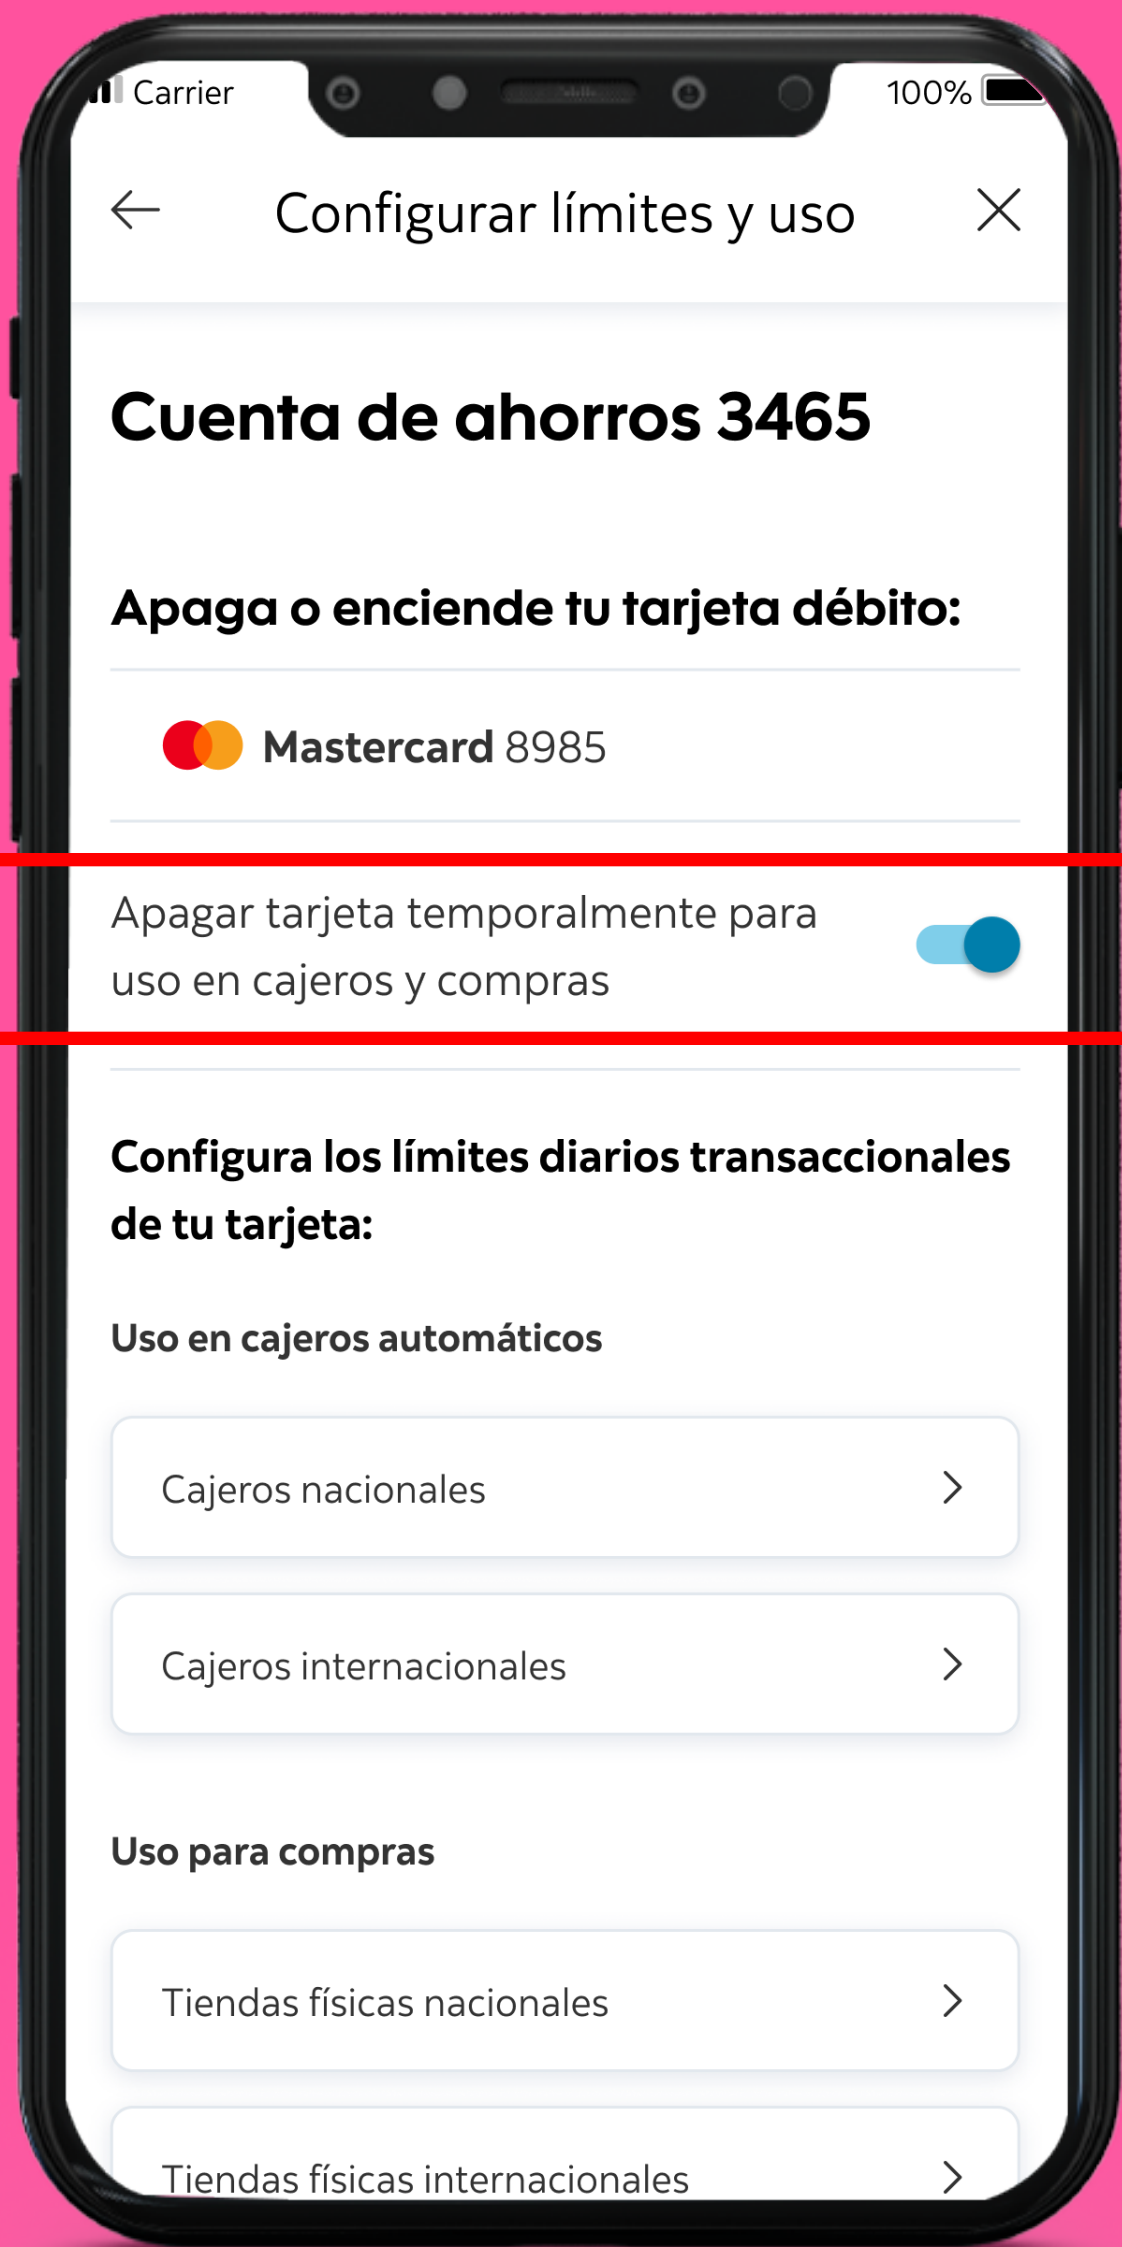 Carrier
100%
Configurar límites y uso
Cuenta de ahorros 3465
Apaga o enciende tu tarjeta débito:
Mastercard 8985
Apagar tarjeta temporalmente para
uso en cajeros y compras
Configura los límites diarios transaccionales
de tu tarjeta:
Uso en cajeros automáticos
Cajeros nacionales
Cajeros internacionales
Uso para compras
Tiendas físicas nacionales
Tiendas físicas internacionales